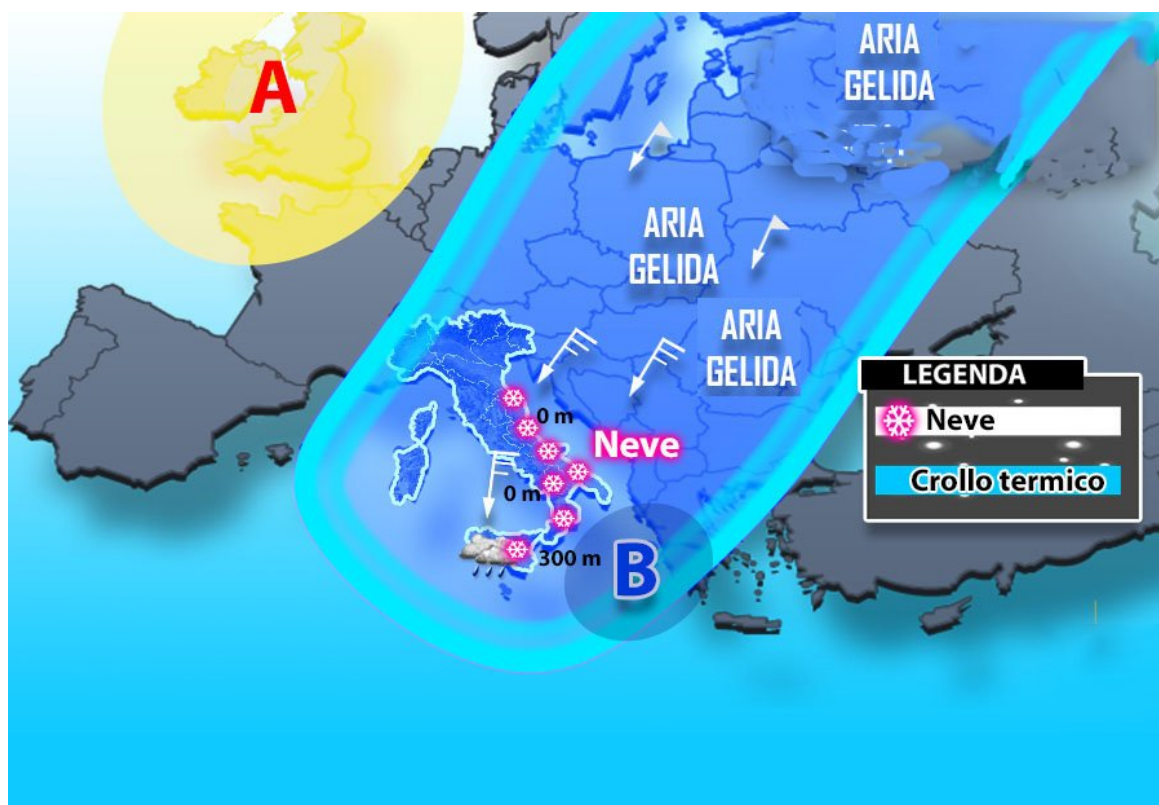 A
ARIA
GELIDA
ARIA
GELIDA
ARIA
GELIDA
LEGENDA
Neve
Crollo termico
0 m
Neve
0 m
300 m
B